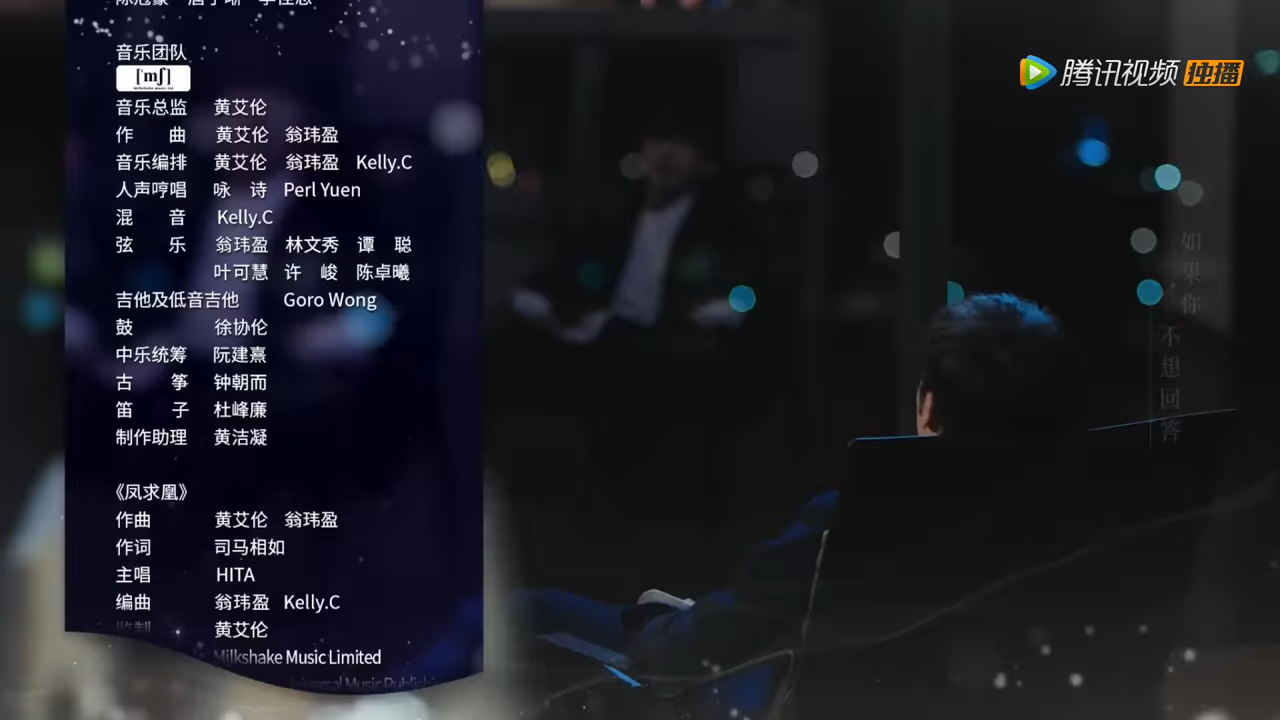 音乐团队
[ˈmʃ]
音乐总监 黄艾伦
作 曲 黄艾伦 翁玮盈
音乐编排 黄艾伦 翁玮盈 Kelly.C
人声哼唱 咏 诗 Perl Yuen
混 音 Kelly.C
弦 乐 翁玮盈 林文秀 谭 聪
叶可慧 许 峻 陈卓曦
吉他及低音吉他 Goro Wong
鼓 徐协伦
中乐统筹 阮建熹
古 筝 钟朝而
笛 子 杜峰廉
制作助理 黄洁凝
《凤求凰》
作曲 黄艾伦 翁玮盈
作词 司马相如
主唱 HITA
编曲 翁玮盈 Kelly.C
监制 黄艾伦
Milkshake Music Limited
Universal Music Publishi
腾讯视频 独播
如果你
不想回答